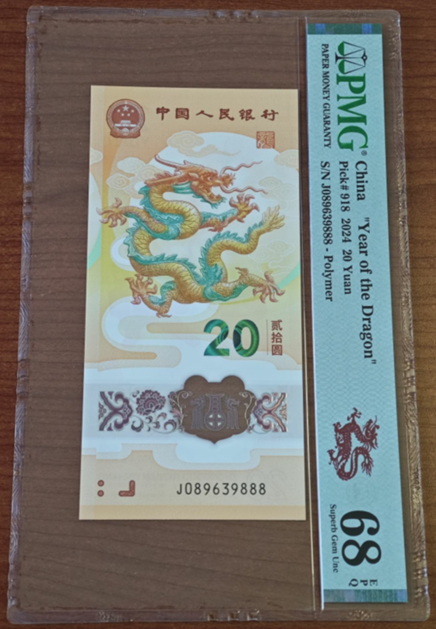 中国人民银行
20
贰拾圆
J089639888
PMG®
PAPER MONEY GUARANTY
China "Year of the Dragon"
Pick# 918 2024 20 Yuan
S/N J089639888 - Polymer
68 EPQ
Superb Gem Unc